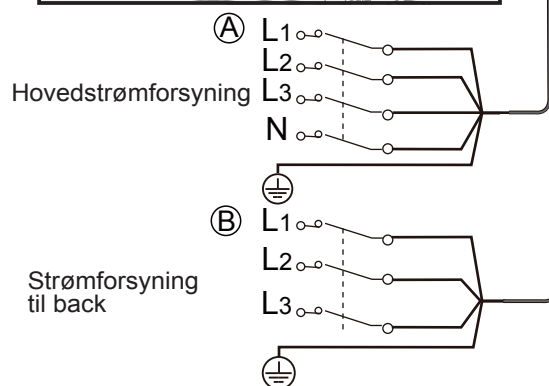 A L1
L2
Hovedstrømforsyning L3
N
B L1
L2
Strømforsyning
til back
L3